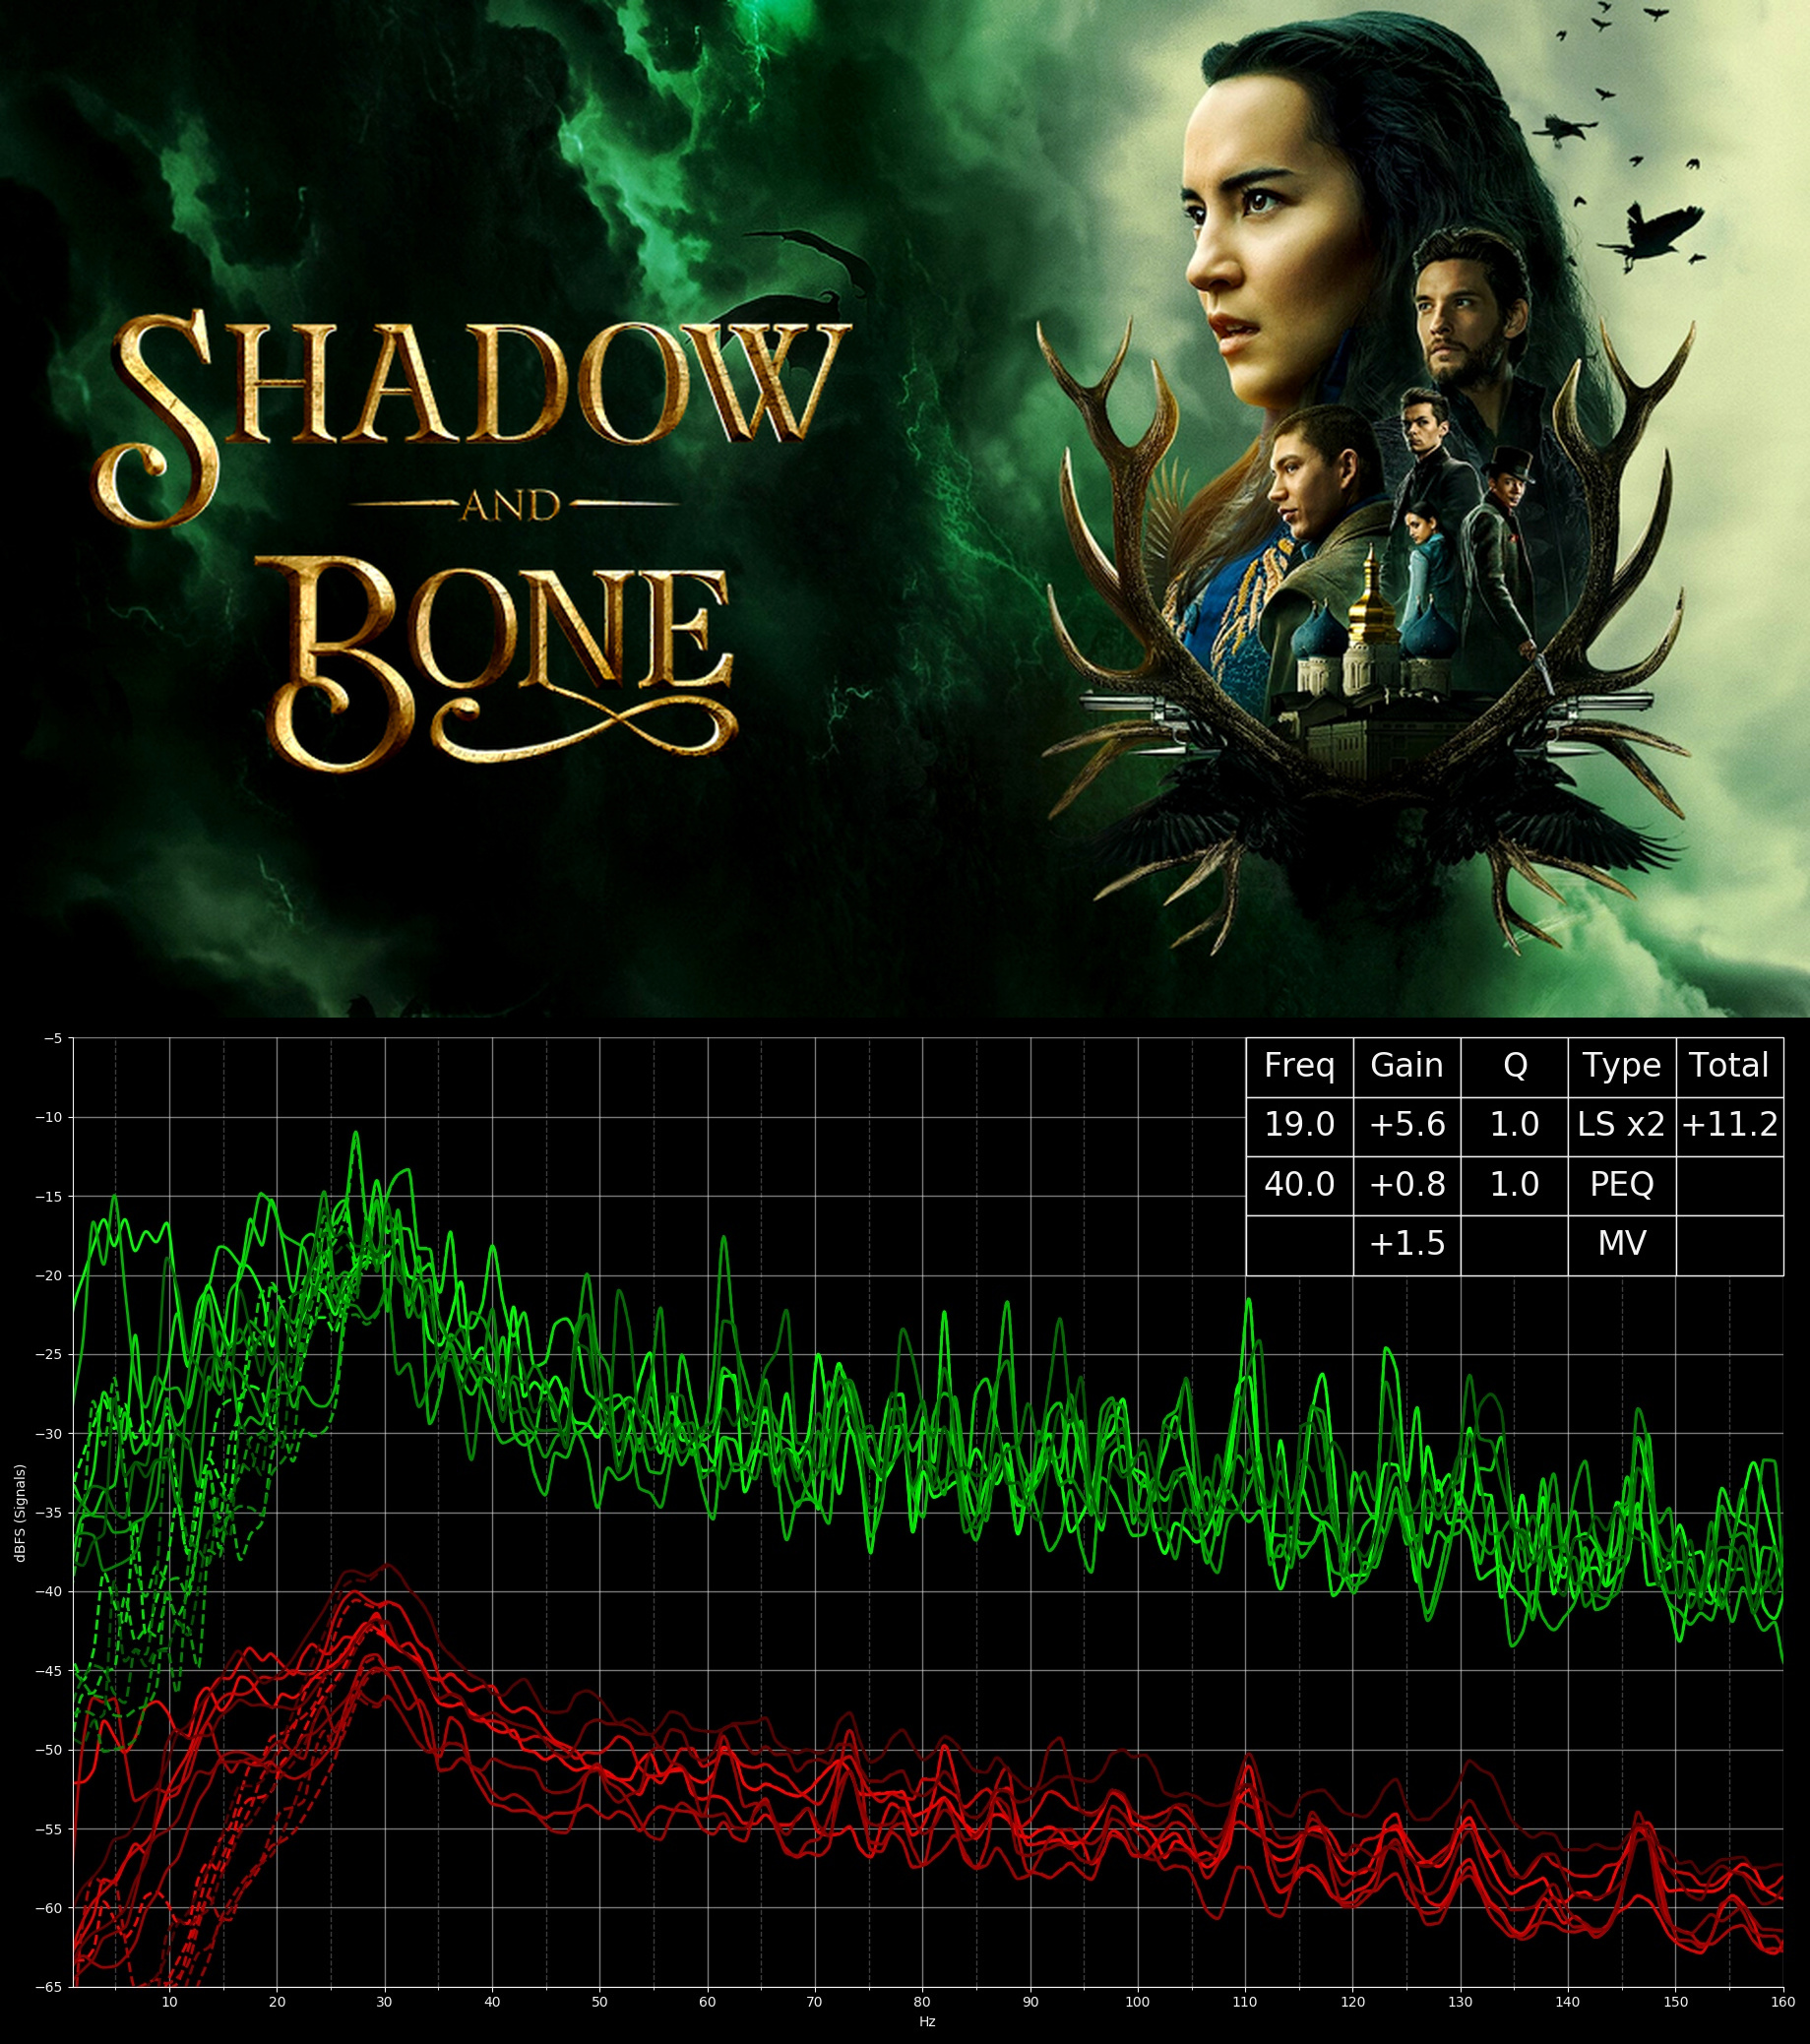 SHADOW
AND
BONE
Freq Gain Q Type Total
19.0 +5.6 1.0 LS x2 +11.2
40.0 +0.8 1.0 PEQ
+1.5 MV
−5
−10
−15
−20
−25
−30
−35
−40
−45
−50
−55
−60
−65
dBFS (Signals)
10 20 30 40 50 60 70 80 90 100 110 120 130 140 150 160
Hz